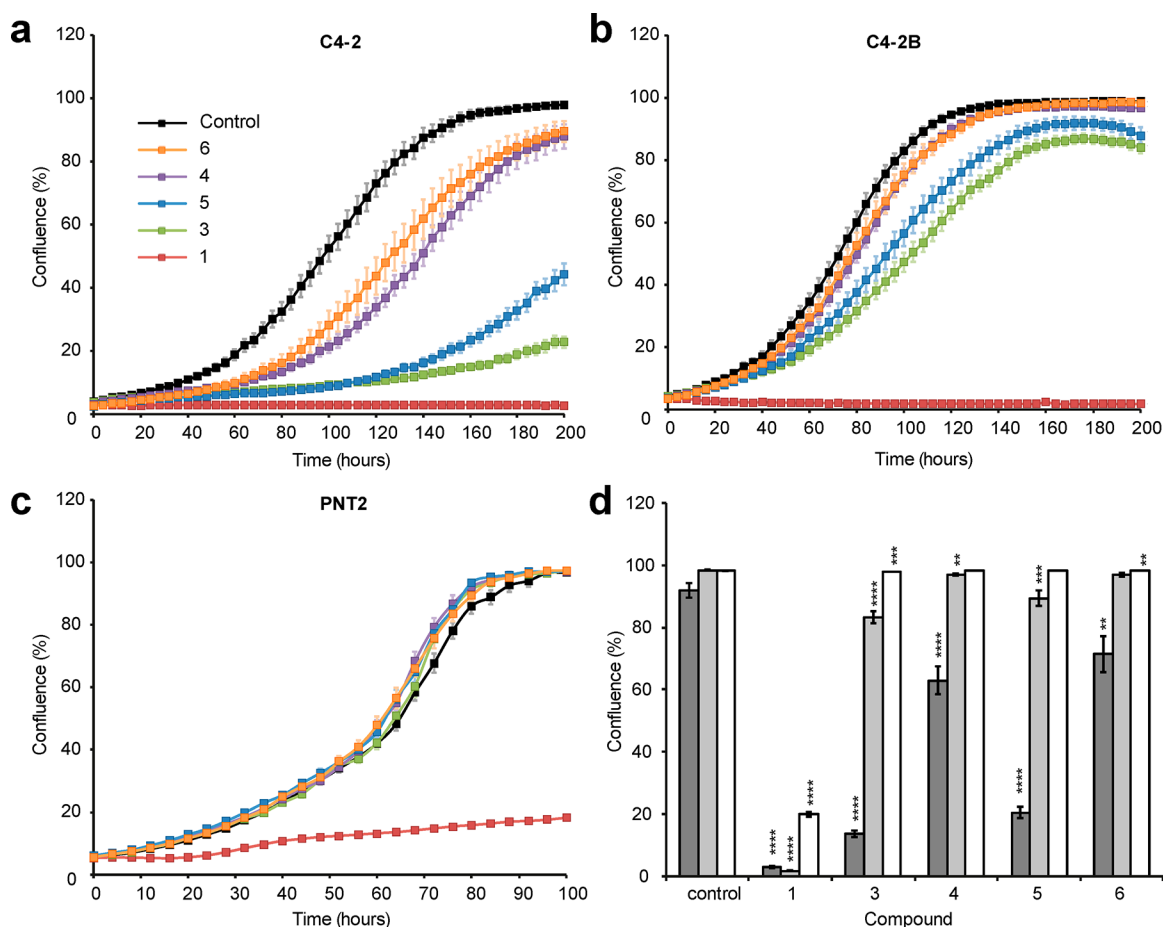 a
C4-2
Confluence (%)
120
100
80
60
40
20
0
Control
6
4
5
3
1
0 20 40 60 80 100 120 140 160 180 200
Time (hours)
b
C4-2B
Confluence (%)
120
100
80
60
40
20
0
0 20 40 60 80 100 120 140 160 180 200
Time (hours)
c
PNT2
Confluence (%)
120
100
80
60
40
20
0
0 10 20 30 40 50 60 70 80 90 100
Time (hours)
d
Confluence (%)
120
100
80
60
40
20
0
****
****
****
****
****
***
****
**
****
***
**
**
control 1 3 4 5 6
Compound